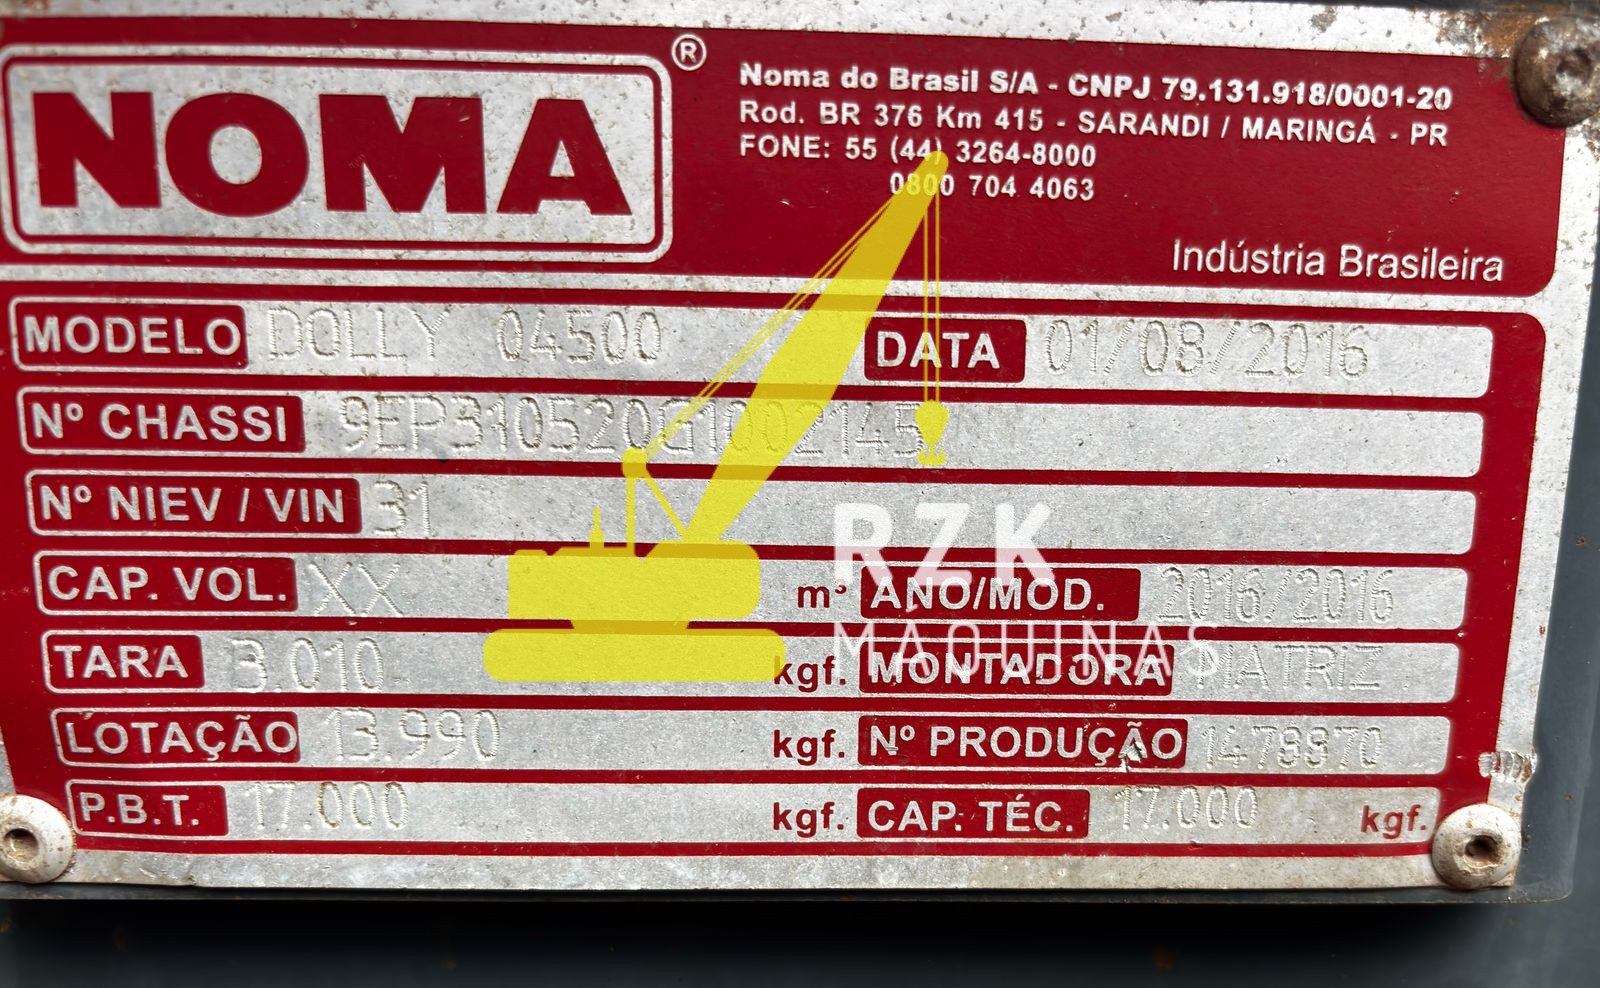 NOMA ®
Noma do Brasil S/A - CNPJ 79.131.918/0001-20
Rod. BR 376 Km 415 - SARANDI / MARINGÁ - PR
FONE: 55 (44) 3264-8000
0800 704 4063
Indústria Brasileira
MODELO DOLLY 04500 DATA 01/08/2016
Nº CHASSI 9EP310520G1002145
Nº NIEV / VIN 31
CAP. VOL. XX m³ ANO/MOD. 2016/2016
TARA 3.010 kgf. MONTADORA MATRIZ
LOTAÇÃO 13.990 kgf. Nº PRODUÇÃO 1478870
P.B.T. 17.000 kgf. CAP. TÉC. 17.000 kgf.
RZK
MÁQUINAS